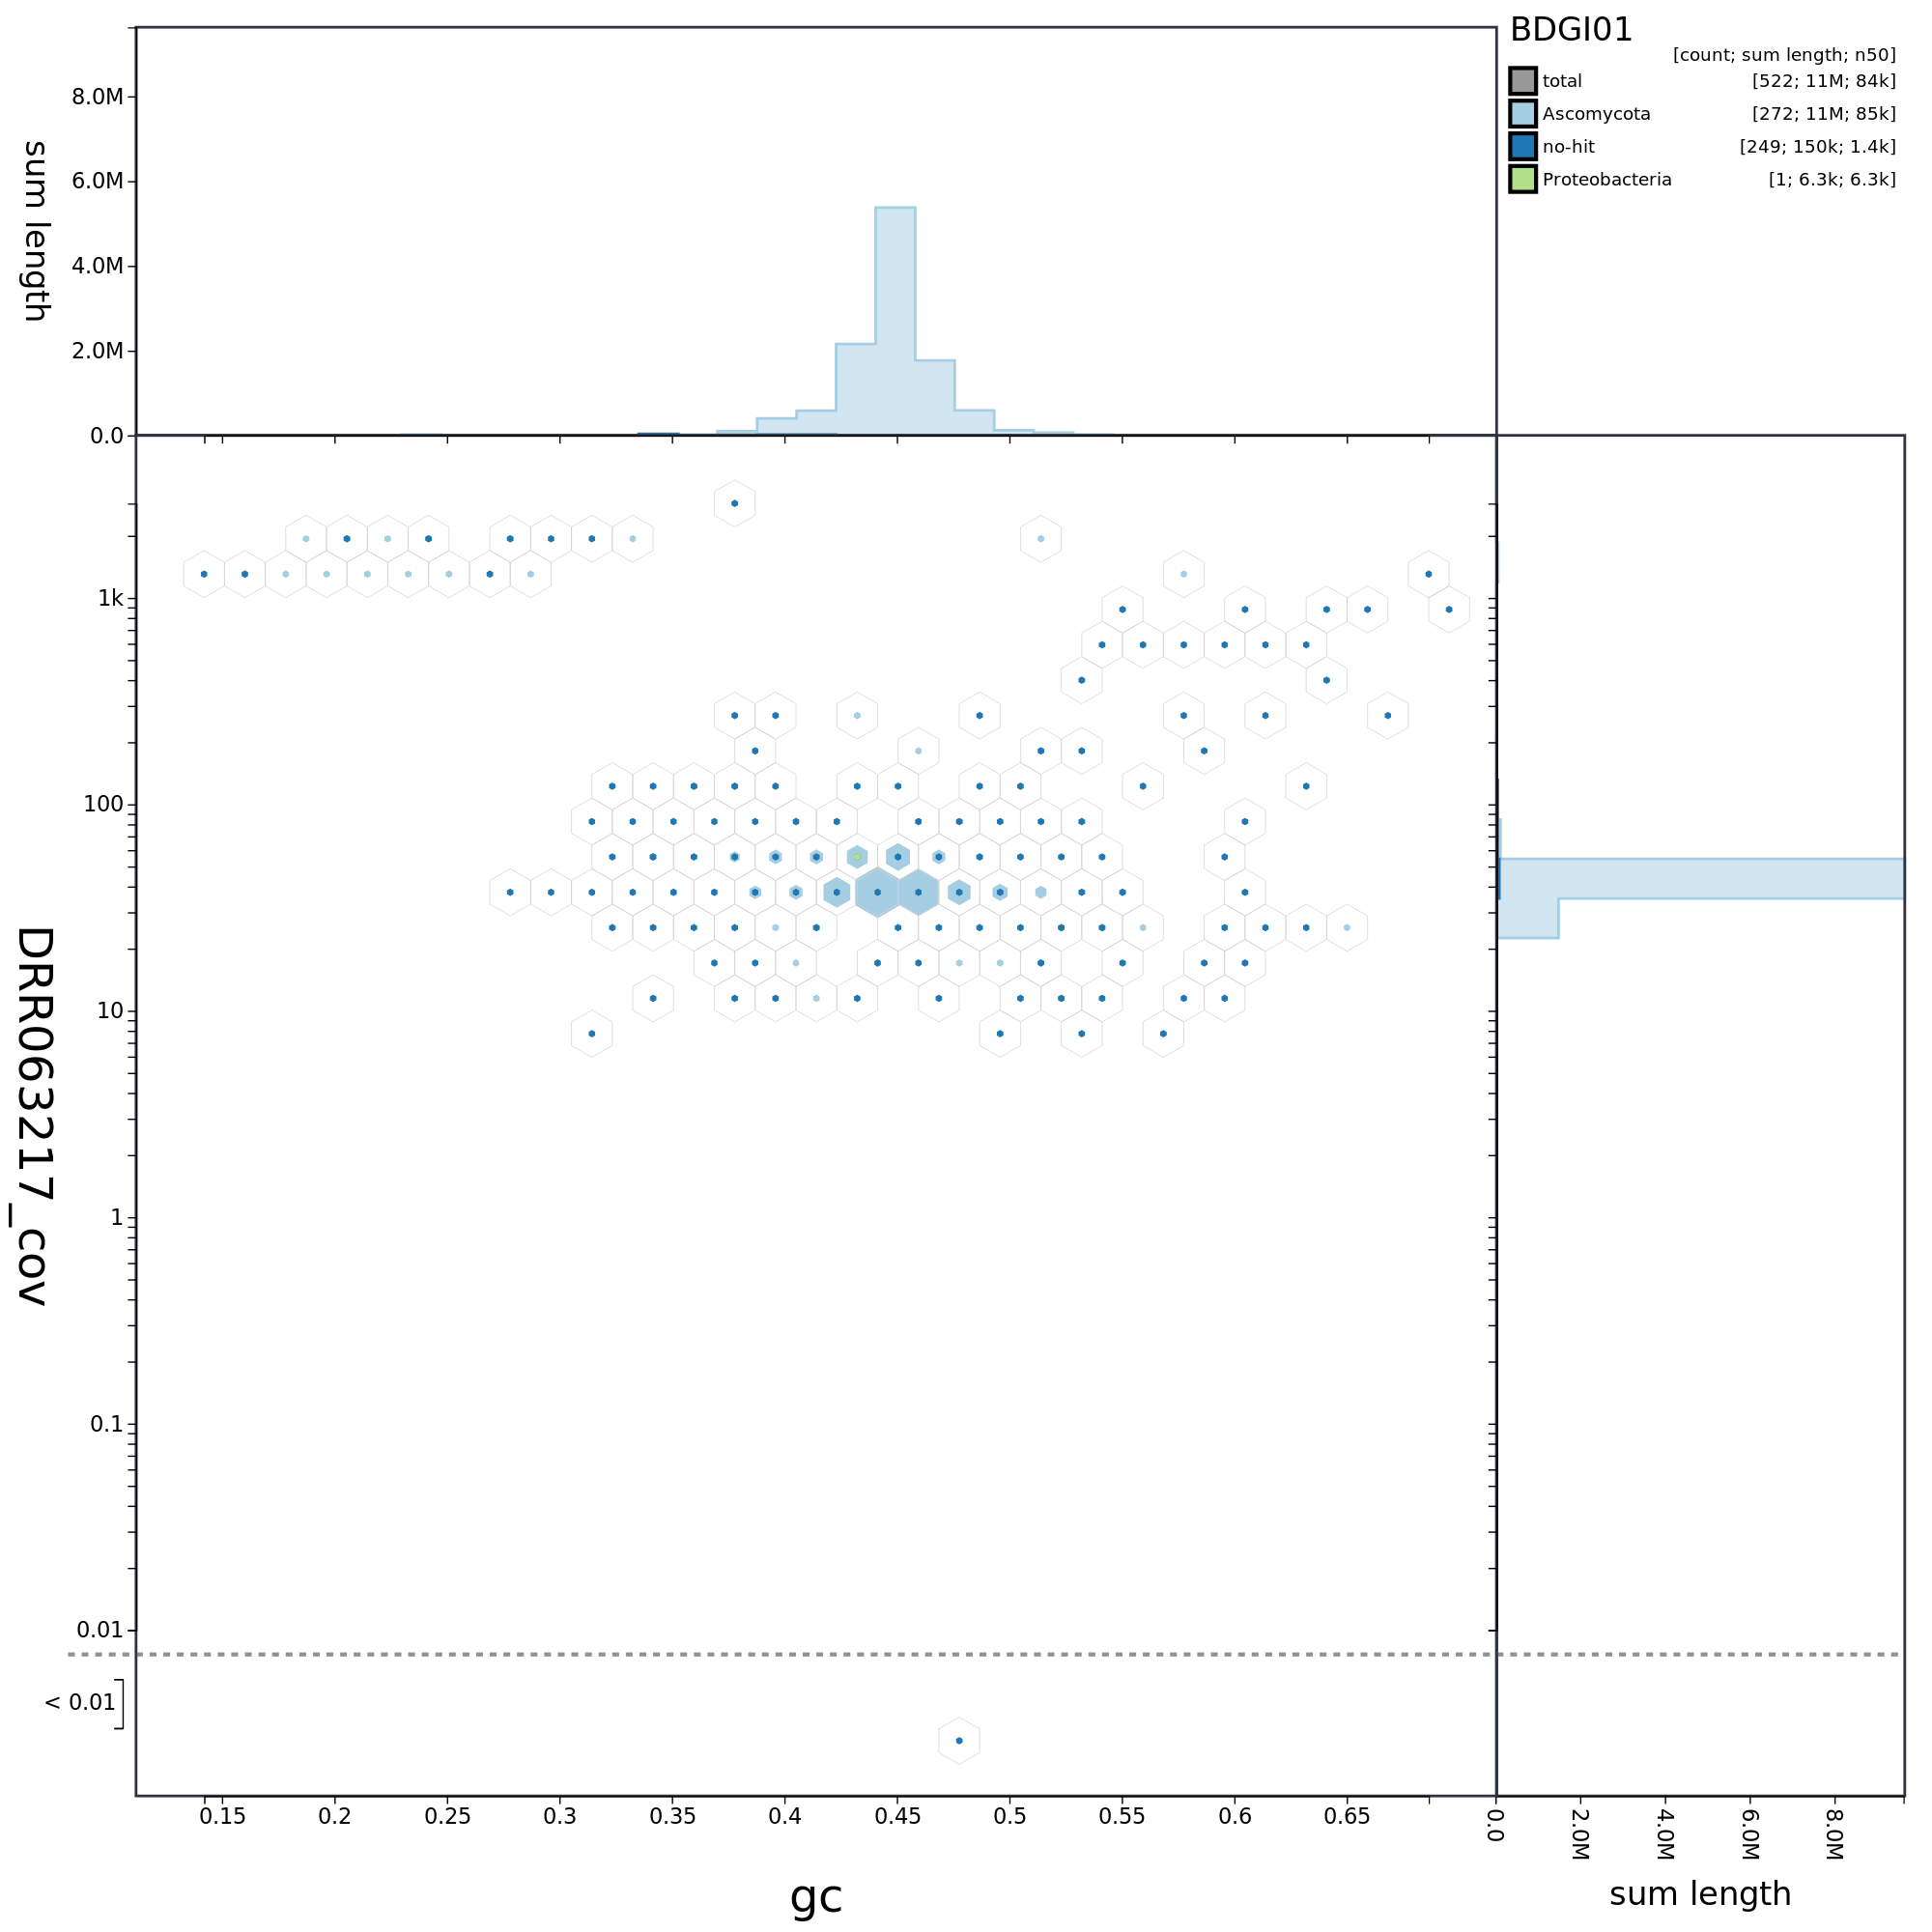 BDGI01
[count; sum length; n50]
total [522; 11M; 84k]
Ascomycota [272; 11M; 85k]
no-hit [249; 150k; 1.4k]
Proteobacteria [1; 6.3k; 6.3k]
sum length
8.0M
6.0M
4.0M
2.0M
0.0
DRR063217_cov
1k
100
10
1
0.1
0.01
< 0.01
0.15 0.2 0.25 0.3 0.35 0.4 0.45 0.5 0.55 0.6 0.65
gc
0.0 2.0M 4.0M 6.0M 8.0M
sum length